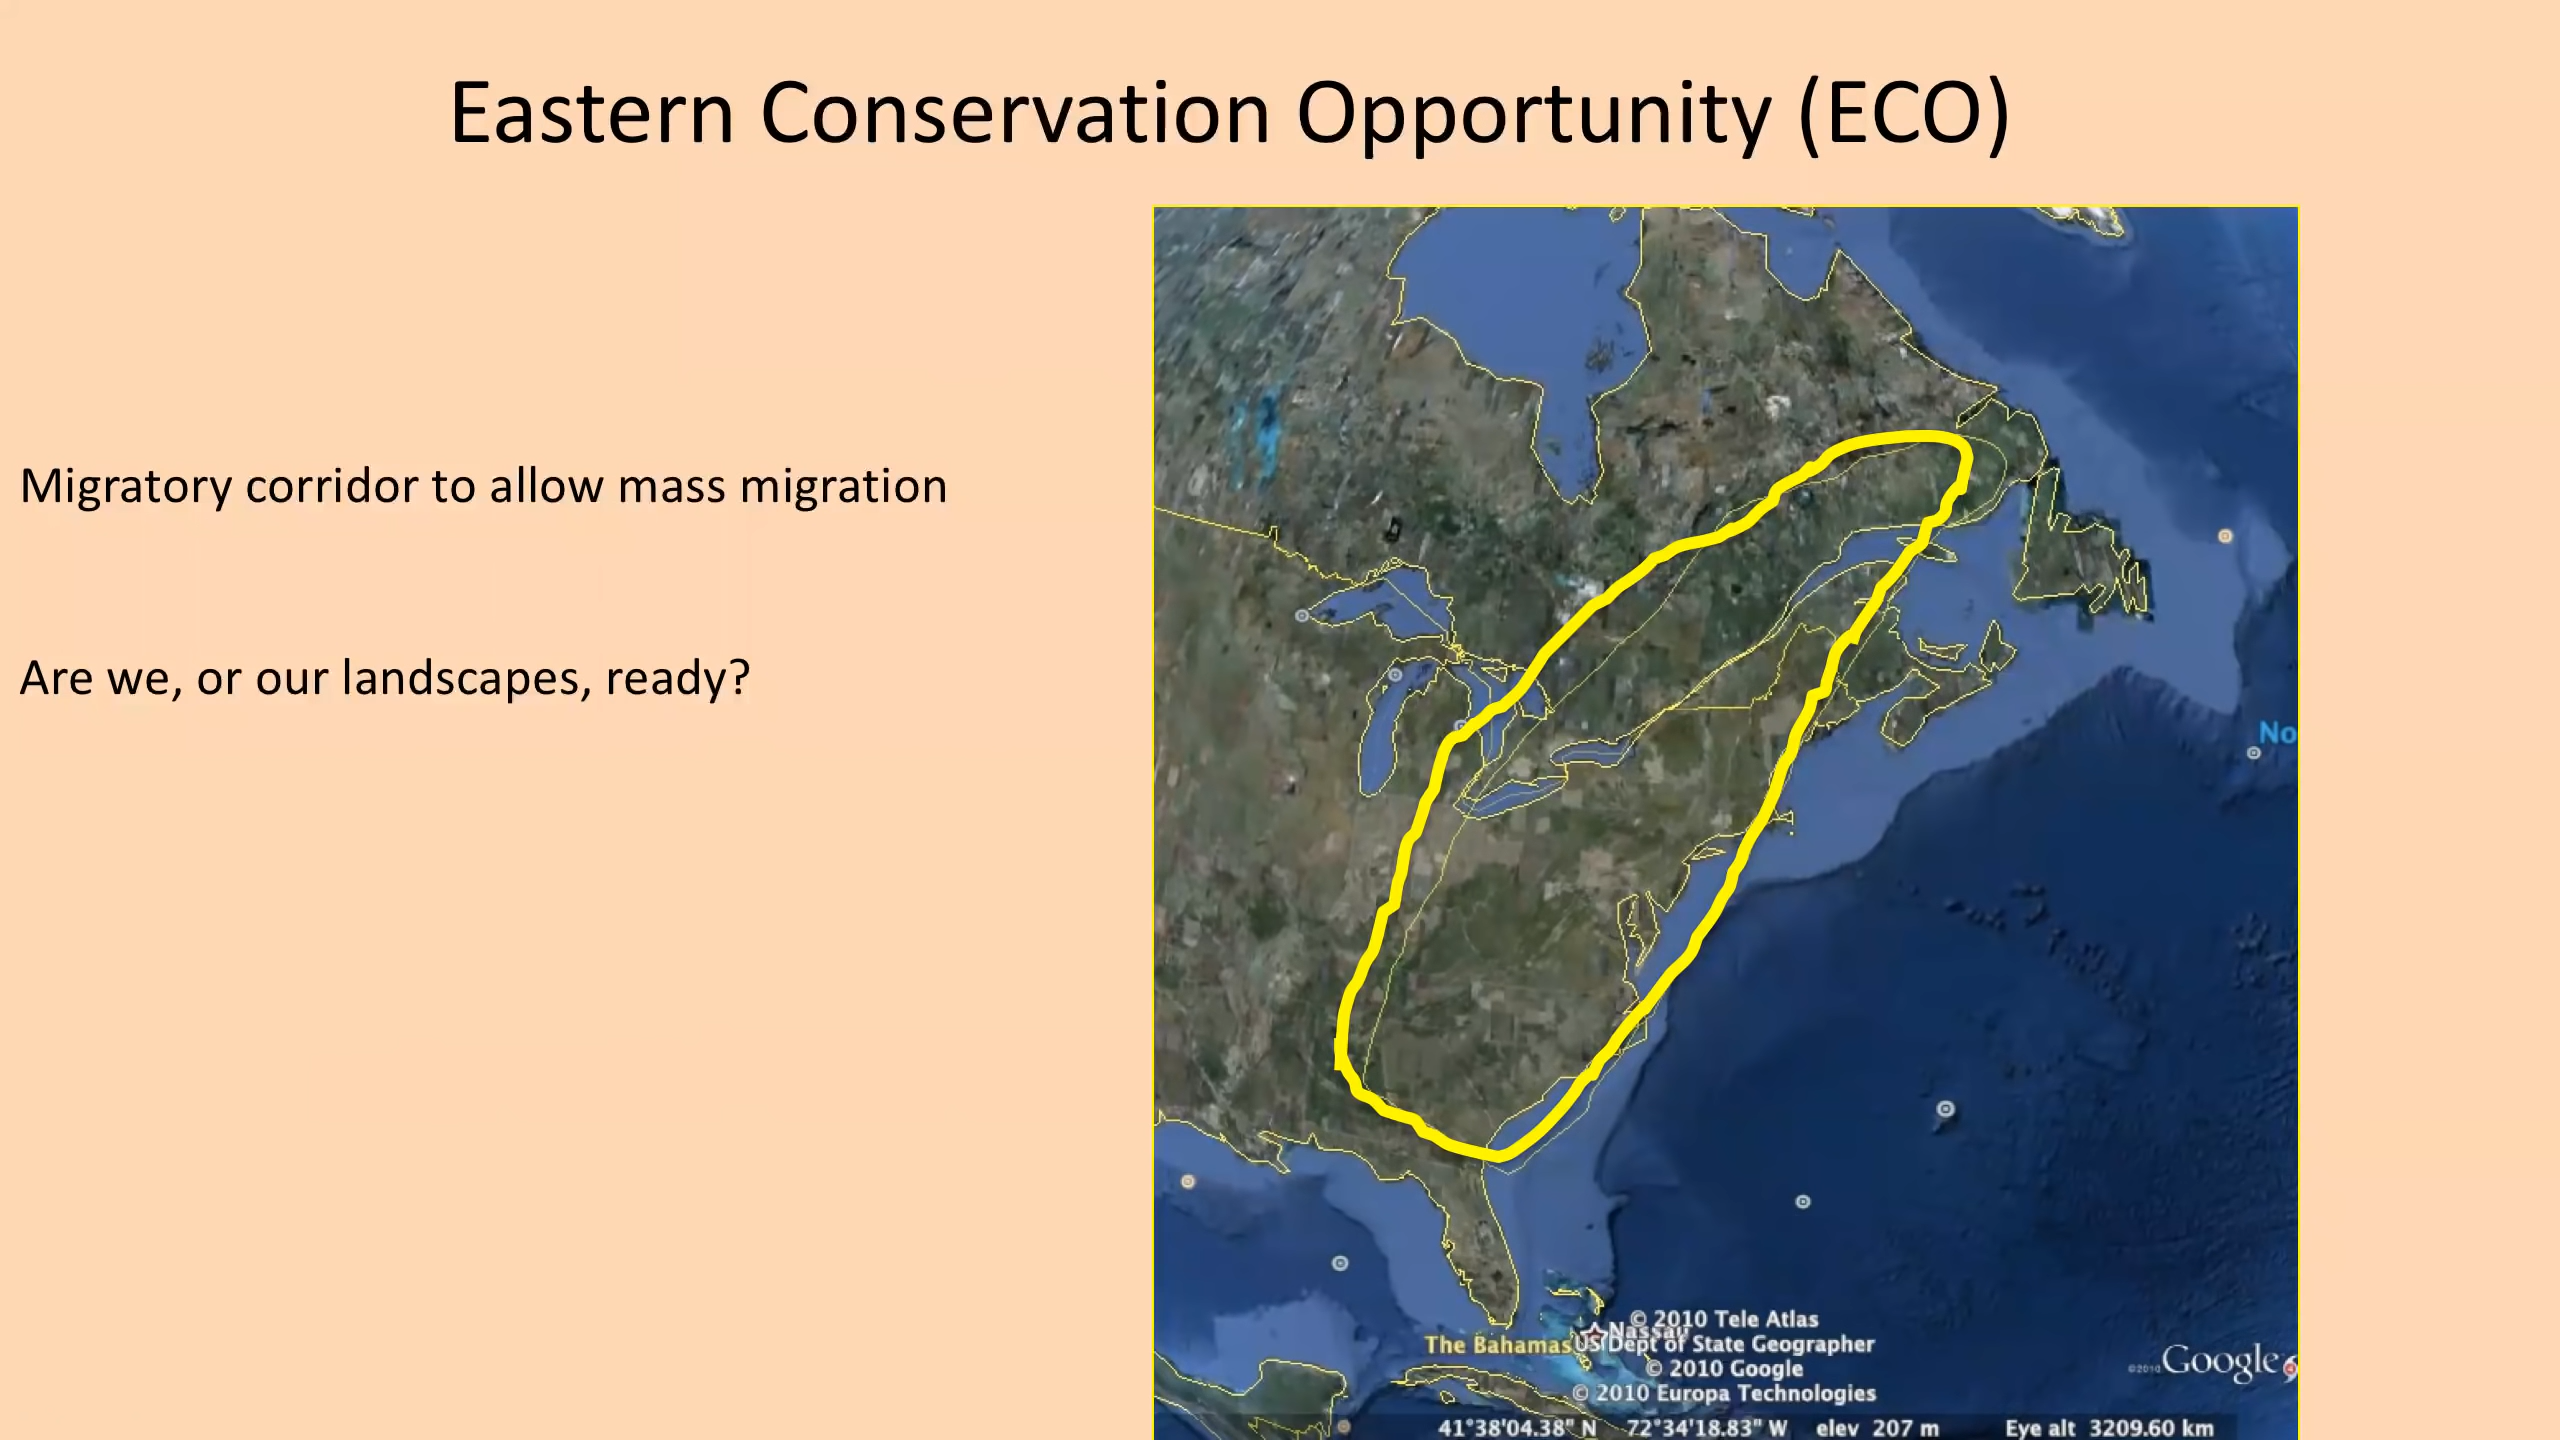 Eastern Conservation Opportunity (ECO)
Migratory corridor to allow mass migration
Are we, or our landscapes, ready?
No
© 2010 Tele Atlas
Nassau
The Bahamas
US Dept of State Geographer
© 2010 Google
©2010 Google
© 2010 Europa Technologies
41°38'04.38" N 72°34'18.83" W elev 207 m Eye alt 3209.60 km